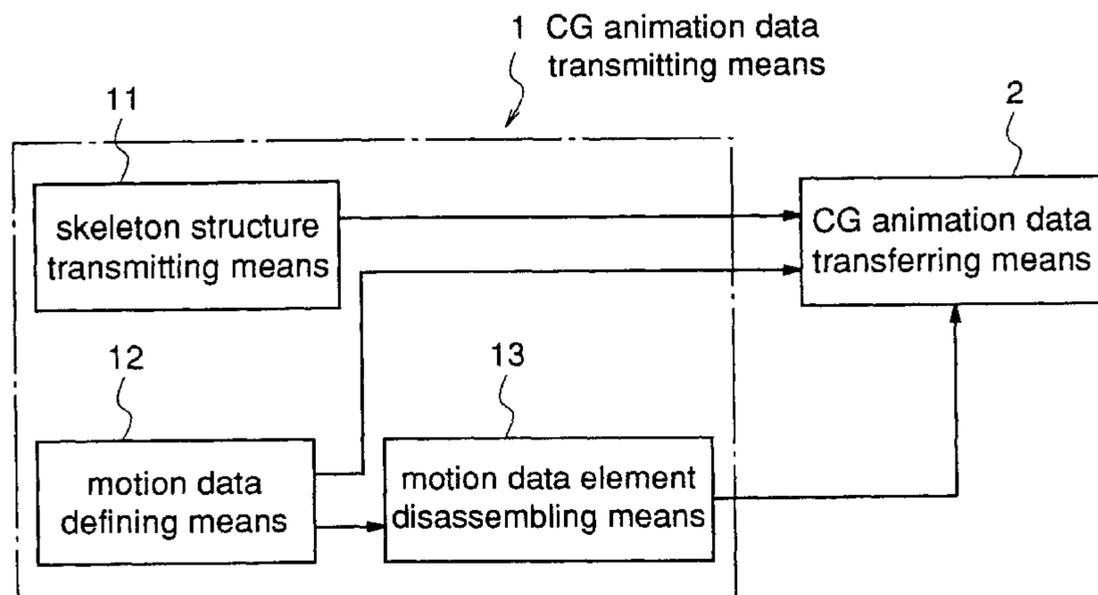 1 CG animation data
transmitting means
11
2
skeleton structure
transmitting means
CG animation data
transferring means
12
13
motion data
defining means
motion data element
disassembling means